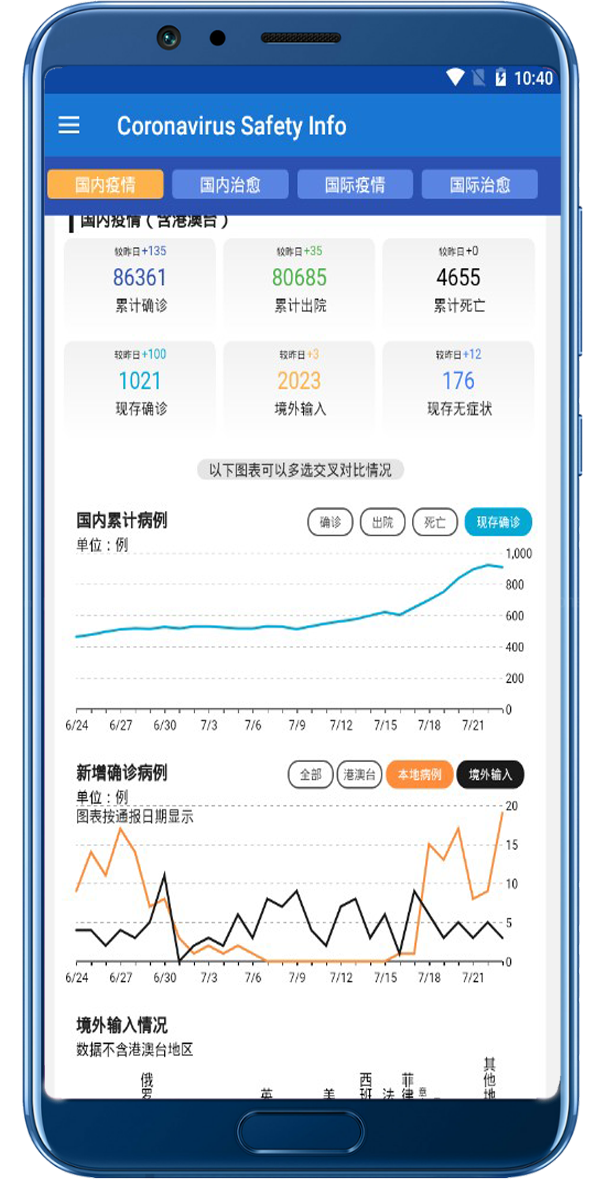 10:40
Coronavirus Safety Info
国内疫情 国内治愈 国际疫情 国际治愈
国内疫情(含港澳台)
较昨日+135 较昨日+35 较昨日+0
86361 80685 4655
累计确诊 累计出院 累计死亡
较昨日+100 较昨日+3 较昨日+12
1021 2023 176
现存确诊 境外输入 现存无症状
以下图表可以多选交叉对比情况
国内累计病例 确诊 出院 死亡 现存确诊
单位:例
1,000
800
600
400
200
0
6/24 6/27 6/30 7/3 7/6 7/9 7/12 7/15 7/18 7/21
新增确诊病例 全部 港澳台 本地病例 境外输入
单位:例
图表按通报日期显示
20
15
10
5
0
6/24 6/27 6/30 7/3 7/6 7/9 7/12 7/15 7/18 7/21
境外输入情况
数据不含港澳台地区
俄罗
英
美
西班
法
菲律
其他地